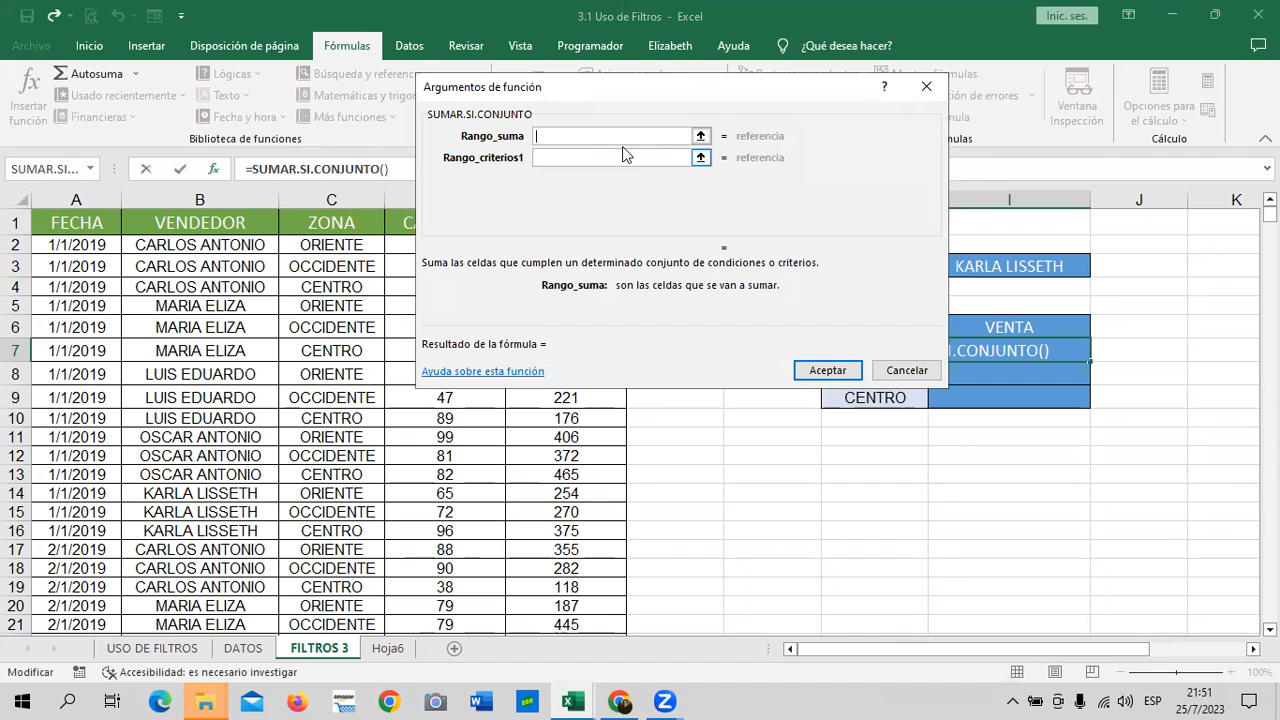 3.1 Uso de Filtros - Excel
Inic. ses.
Archivo Inicio Insertar Disposición de página Fórmulas Datos Revisar Vista Programador Elizabeth Ayuda ¿Qué desea hacer?
Insertar función
Autosuma
Usado recientemente
Financieras
Lógicas
Texto
Fecha y hora
Búsqueda y referenc
Matemáticas y trigor
Más funciones
Biblioteca de funciones
Ventana Inspección
Opciones de para el cálculo
Cálculo
SUMAR.SI... =SUMAR.SI.CONJUNTO()
Argumentos de función
SUMAR.SI.CONJUNTO
Rango_suma = referencia
Rango_criterios1 = referencia
=
Suma las celdas que cumplen un determinado conjunto de condiciones o criterios.
Rango_suma: son las celdas que se van a sumar.
Resultado de la fórmula =
Ayuda sobre esta función
Aceptar Cancelar
A B C I J K
1 FECHA VENDEDOR ZONA
2 1/1/2019 CARLOS ANTONIO ORIENTE
3 1/1/2019 CARLOS ANTONIO OCCIDENTE KARLA LISSETH
4 1/1/2019 CARLOS ANTONIO CENTRO
5 1/1/2019 MARIA ELIZA ORIENTE
6 1/1/2019 MARIA ELIZA OCCIDENTE VENTA
7 1/1/2019 MARIA ELIZA CENTRO I.CONJUNTO()
8 1/1/2019 LUIS EDUARDO ORIENTE
9 1/1/2019 LUIS EDUARDO OCCIDENTE 47 221 CENTRO
10 1/1/2019 LUIS EDUARDO CENTRO 89 176
11 1/1/2019 OSCAR ANTONIO ORIENTE 99 406
12 1/1/2019 OSCAR ANTONIO OCCIDENTE 81 372
13 1/1/2019 OSCAR ANTONIO CENTRO 82 465
14 1/1/2019 KARLA LISSETH ORIENTE 65 254
15 1/1/2019 KARLA LISSETH OCCIDENTE 72 270
16 1/1/2019 KARLA LISSETH CENTRO 96 375
17 2/1/2019 CARLOS ANTONIO ORIENTE 88 355
18 2/1/2019 CARLOS ANTONIO OCCIDENTE 90 282
19 2/1/2019 CARLOS ANTONIO CENTRO 38 118
20 2/1/2019 MARIA ELIZA ORIENTE 79 187
21 2/1/2019 MARIA ELIZA OCCIDENTE 79 445
USO DE FILTROS DATOS FILTROS 3 Hoja6
Modificar Accesibilidad: es necesario investigar 100%
ESP
21:51
25/7/2023